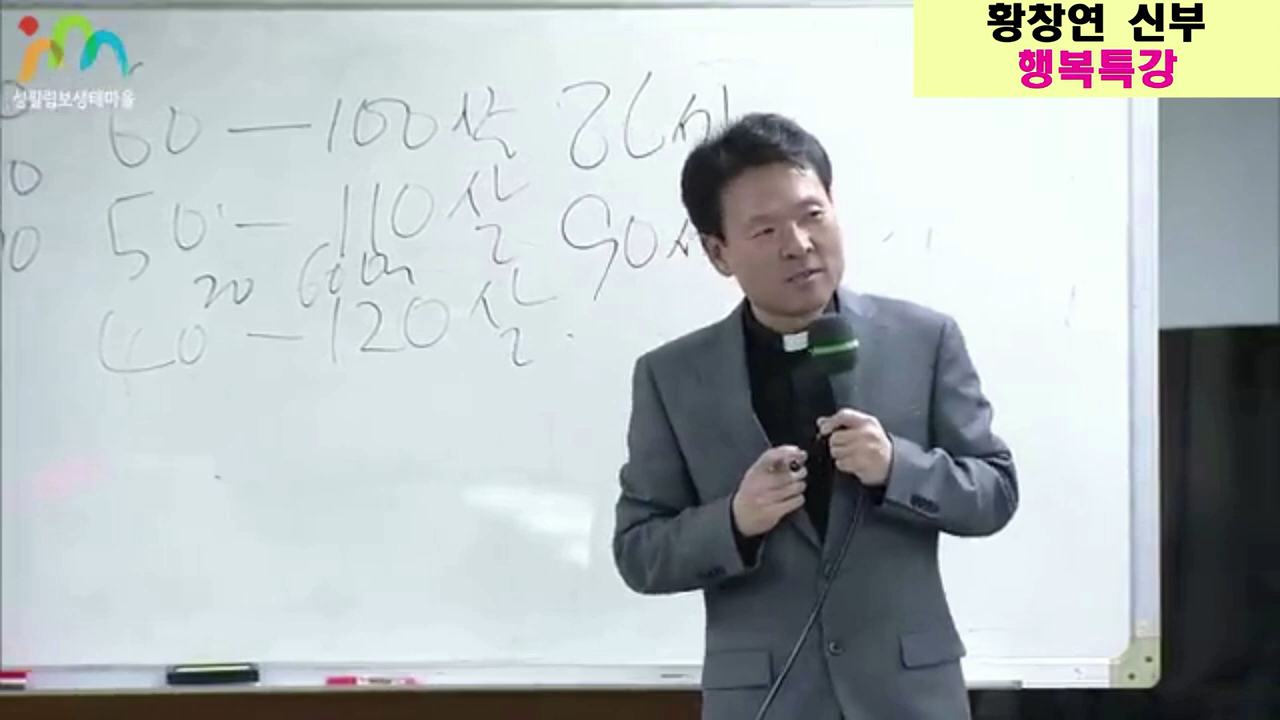 황창연 신부
행복특강
성필립보생태마을
60 — 100살
50 — 110살 90
20
40 — 120살